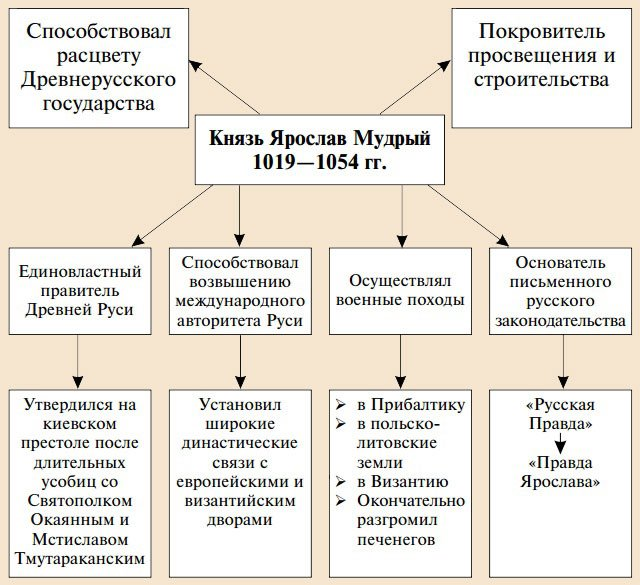 Способствовал
расцвету
Древнерусского
государства
Покровитель
просвещения и
строительства
Князь Ярослав Мудрый
1019—1054 гг.
Единовластный
правитель
Древней Руси
Способствовал
возвышению
международного
авторитета Руси
Осуществлял
военные походы
Основатель
письменного
русского
законодательства
Утвердился на
киевском
престоле после
длительных
усобиц со
Святополком
Окаянным и
Мстиславом
Тмутараканским
Установил
широкие
династические
связи с
европейскими и
византийским
дворами
в Прибалтику
в польско-
литовские
земли
в Византию
Окончательно
разгромил
печенегов
«Русская
Правда»
«Правда
Ярослава»